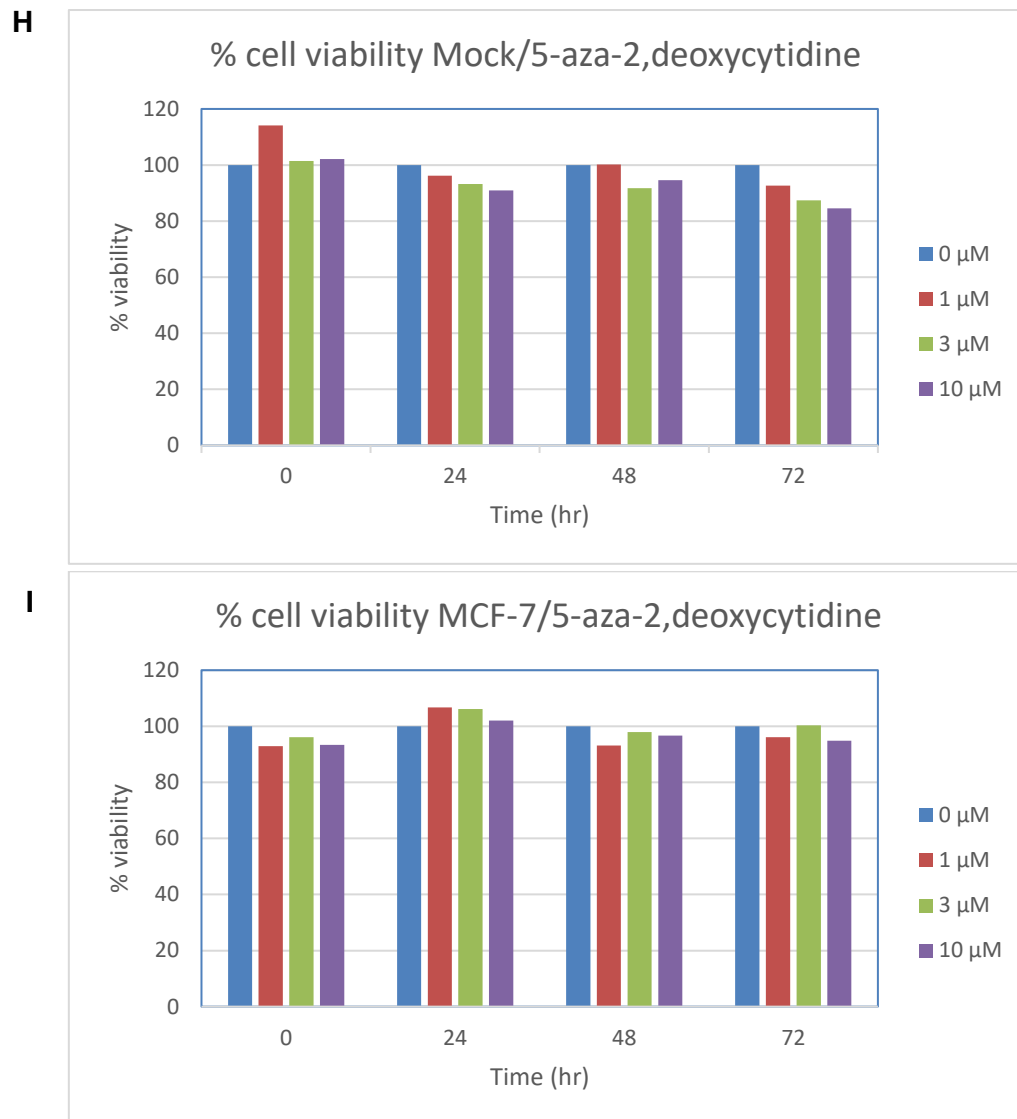 H
% cell viability Mock/5-aza-2,deoxycytidine
120
100
80
60
40
20
0
% viability
0 24 48 72
Time (hr)
0 µM
1 µM
3 µM
10 µM
I
% cell viability MCF-7/5-aza-2,deoxycytidine
120
100
80
60
40
20
0
% viability
0 24 48 72
Time (hr)
0 µM
1 µM
3 µM
10 µM